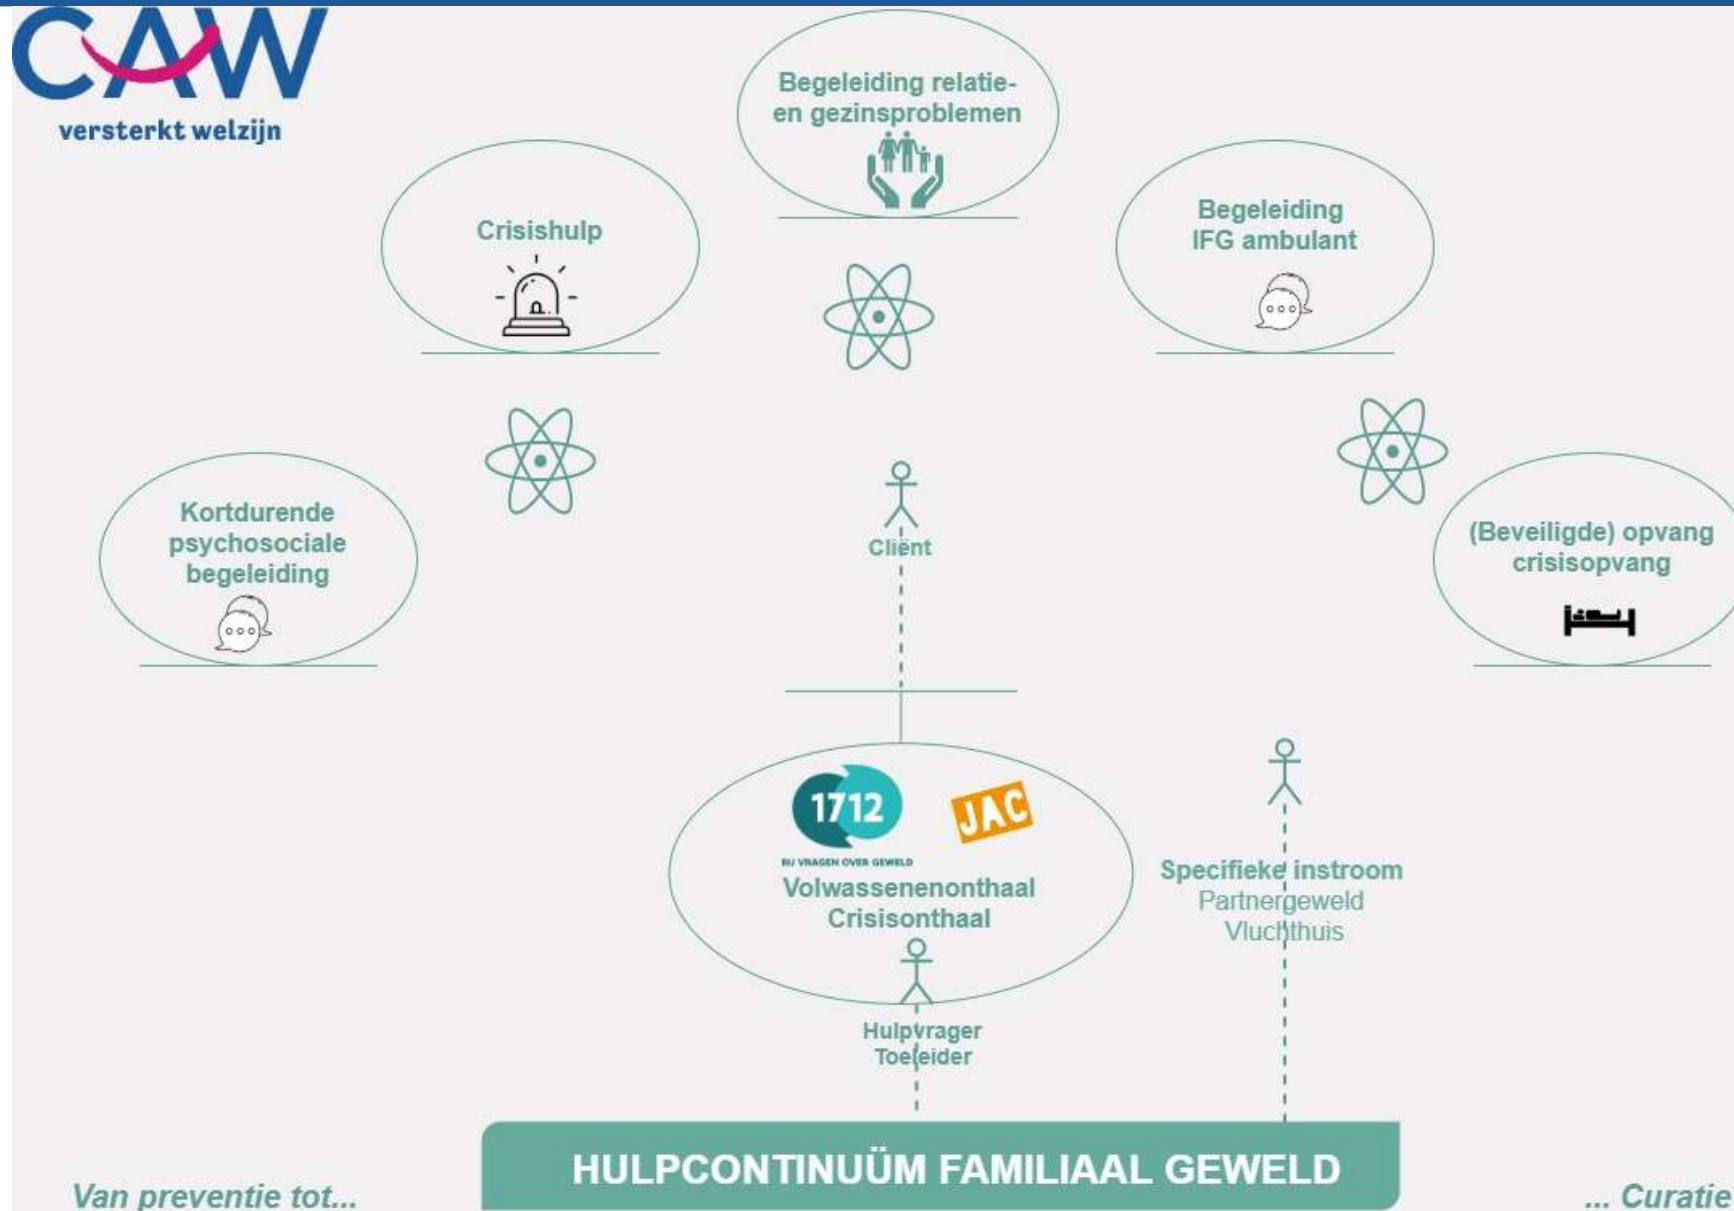 CAW
versterkt welzijn
Begeleiding relatie-
en gezinsproblemen
Crisishulp
Begeleiding
IFG ambulant
Kortdurende
psychosociale
begeleiding
Cliënt
(Beveiligde) opvang
crisisopvang
1712
BIJ VRAGEN OVER GEWELD
JAC
Volwassenenonthaal
Crisisonthaal
Specifieke instroom
Partnergeweld
Vluchthuis
Hulpvrager
Toeleider
HULPCONTINUÜM FAMILIAAL GEWELD
Van preventie tot...
... Curatie